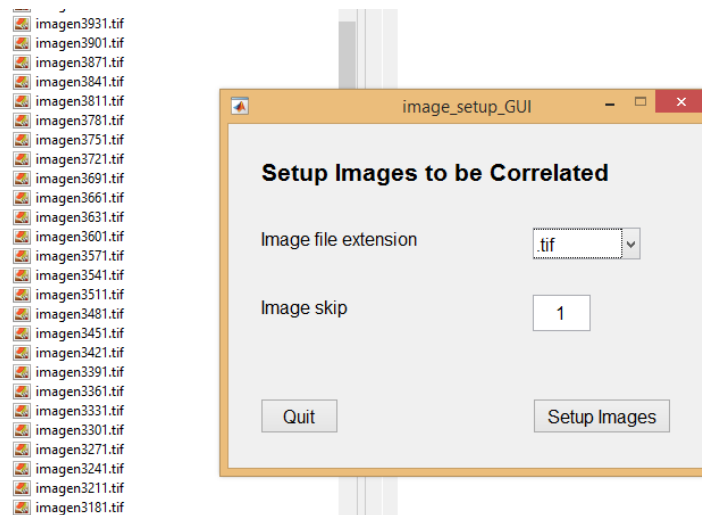 imagen3931.tif
imagen3901.tif
imagen3871.tif
imagen3841.tif
imagen3811.tif
imagen3781.tif
imagen3751.tif
imagen3721.tif
imagen3691.tif
imagen3661.tif
imagen3631.tif
imagen3601.tif
imagen3571.tif
imagen3541.tif
imagen3511.tif
imagen3481.tif
imagen3451.tif
imagen3421.tif
imagen3391.tif
imagen3361.tif
imagen3331.tif
imagen3301.tif
imagen3271.tif
imagen3241.tif
imagen3211.tif
imagen3181.tif
image_setup_GUI
Setup Images to be Correlated
Image file extension
.tif
Image skip
1
Quit
Setup Images